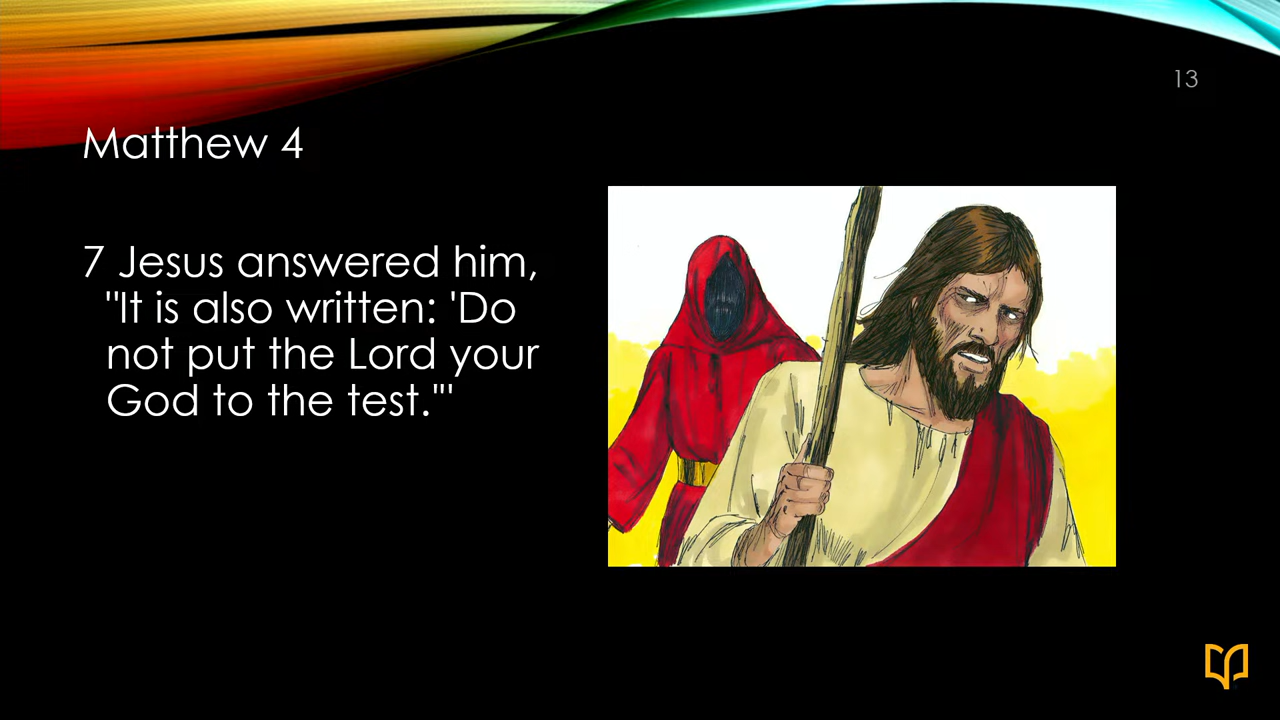 13
Matthew 4
7 Jesus answered him,
"It is also written: 'Do
not put the Lord your
God to the test.'"